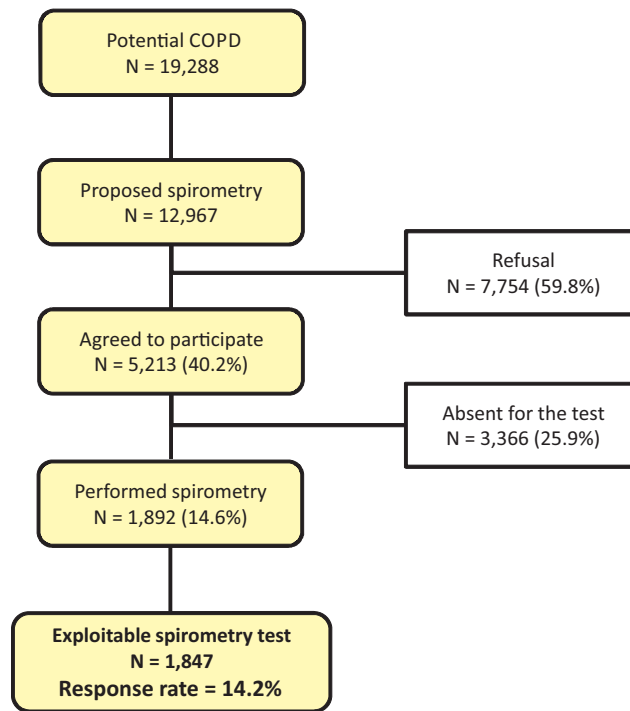 Potential COPD
N = 19,288
Proposed spirometry
N = 12,967
Refusal
N = 7,754 (59.8%)
Agreed to participate
N = 5,213 (40.2%)
Absent for the test
N = 3,366 (25.9%)
Performed spirometry
N = 1,892 (14.6%)
Exploitable spirometry test
N = 1,847
Response rate = 14.2%